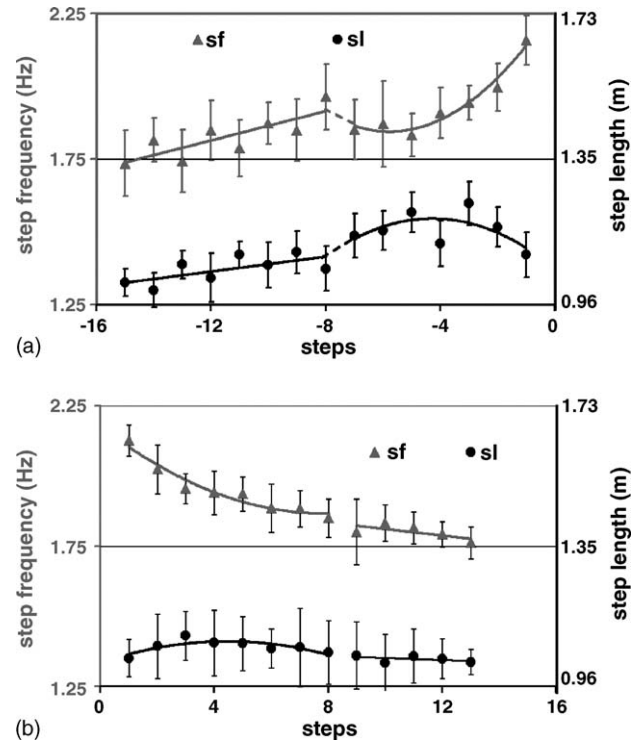 2.25 1.73
sf sl
step frequency (Hz)
step length (m)
1.75 1.35
1.25 0.96
-16 -12 -8 -4 0
steps
(a)
2.25 1.73
sf sl
step frequency (Hz)
step length (m)
1.75 1.35
1.25 0.96
0 4 8 12 16
steps
(b)